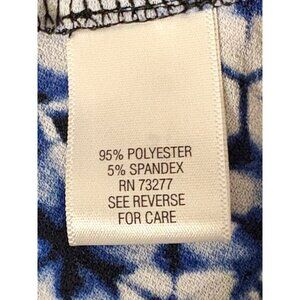 95% POLYESTER
5% SPANDEX
RN 73277
SEE REVERSE
FOR CARE